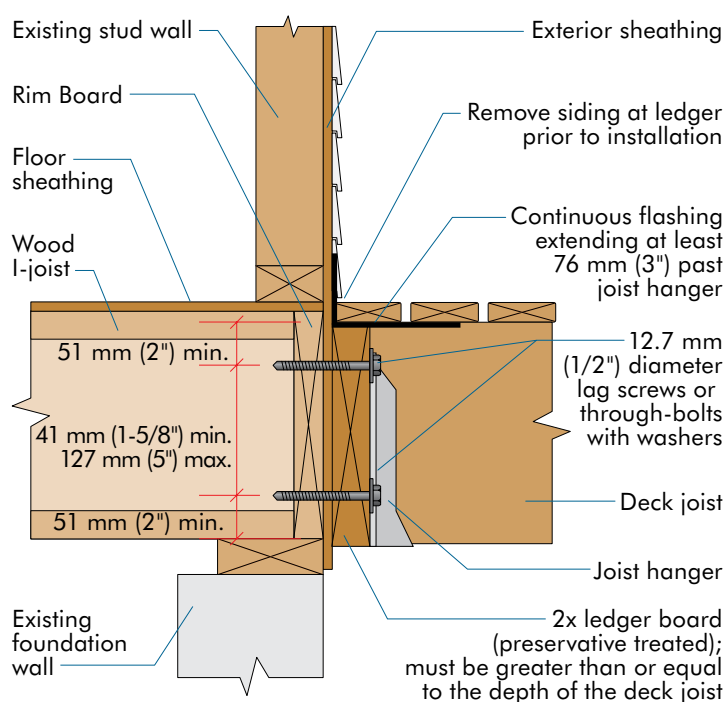 Existing stud wall
Rim Board
Floor
sheathing
Wood
I-joist
51 mm (2") min.
41 mm (1-5/8") min.
127 mm (5") max.
51 mm (2") min.
Existing
foundation
wall
Exterior sheathing
Remove siding at ledger
prior to installation
Continuous flashing
extending at least
76 mm (3") past
joist hanger
12.7 mm
(1/2") diameter
lag screws or
through-bolts
with washers
Deck joist
Joist hanger
2x ledger board
(preservative treated);
must be greater than or equal
to the depth of the deck joist